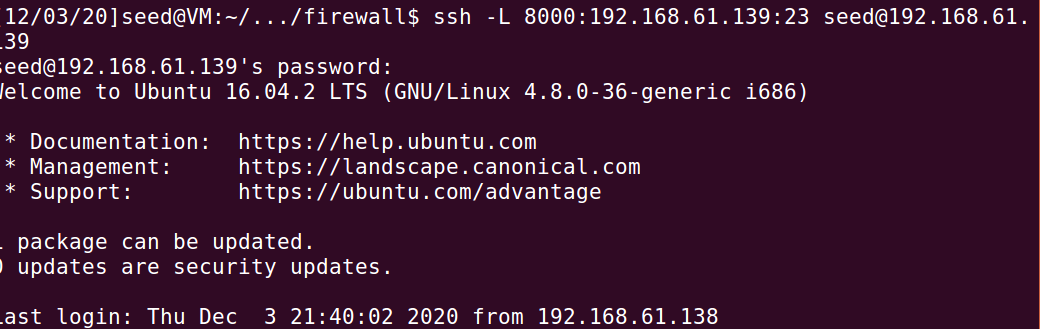 [12/03/20]seed@VM:~/.../firewall$ ssh -L 8000:192.168.61.139:23 seed@192.168.61.
139
seed@192.168.61.139's password:
Welcome to Ubuntu 16.04.2 LTS (GNU/Linux 4.8.0-36-generic i686)
* Documentation:  https://help.ubuntu.com
* Management:     https://landscape.canonical.com
* Support:        https://ubuntu.com/advantage
1 package can be updated.
0 updates are security updates.
Last login: Thu Dec  3 21:40:02 2020 from 192.168.61.138